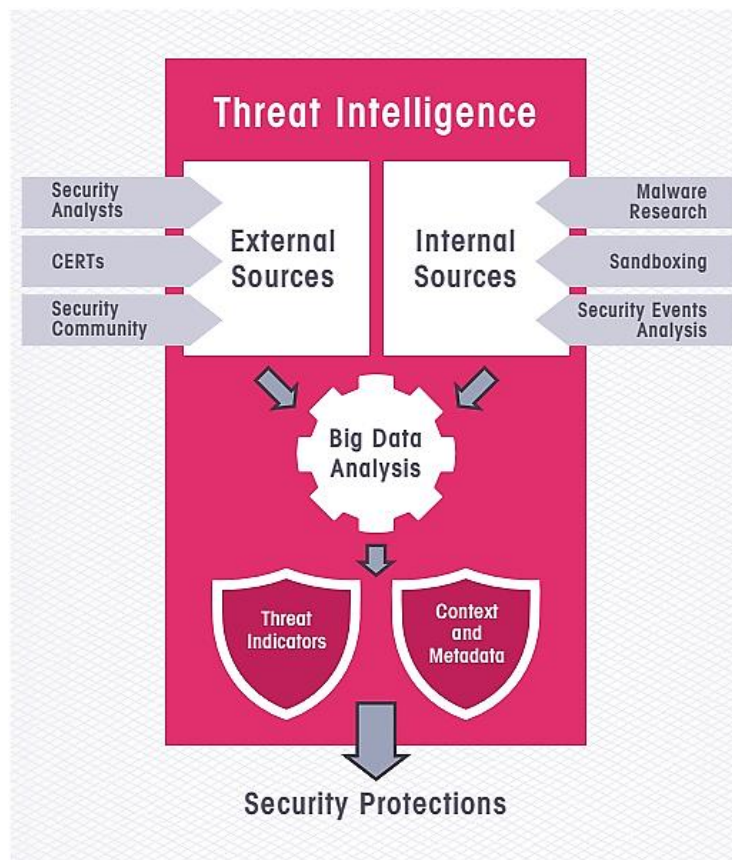 Threat Intelligence
Security
Analysts
CERTs
Security
Community
External
Sources
Internal
Sources
Malware
Research
Sandboxing
Security Events
Analysis
Big Data
Analysis
Threat
Indicators
Context
and
Metadata
Security Protections